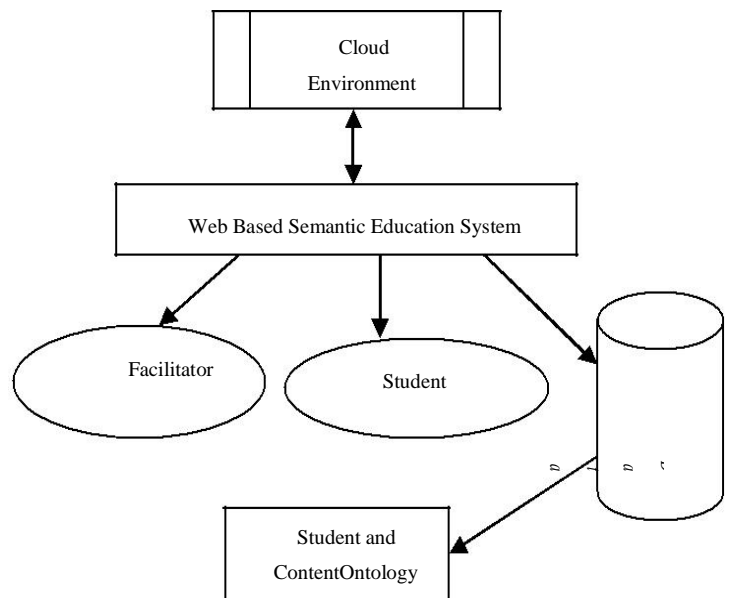 Cloud
Environment
Web Based Semantic Education System
Facilitator
Student
Student and
ContentOntology